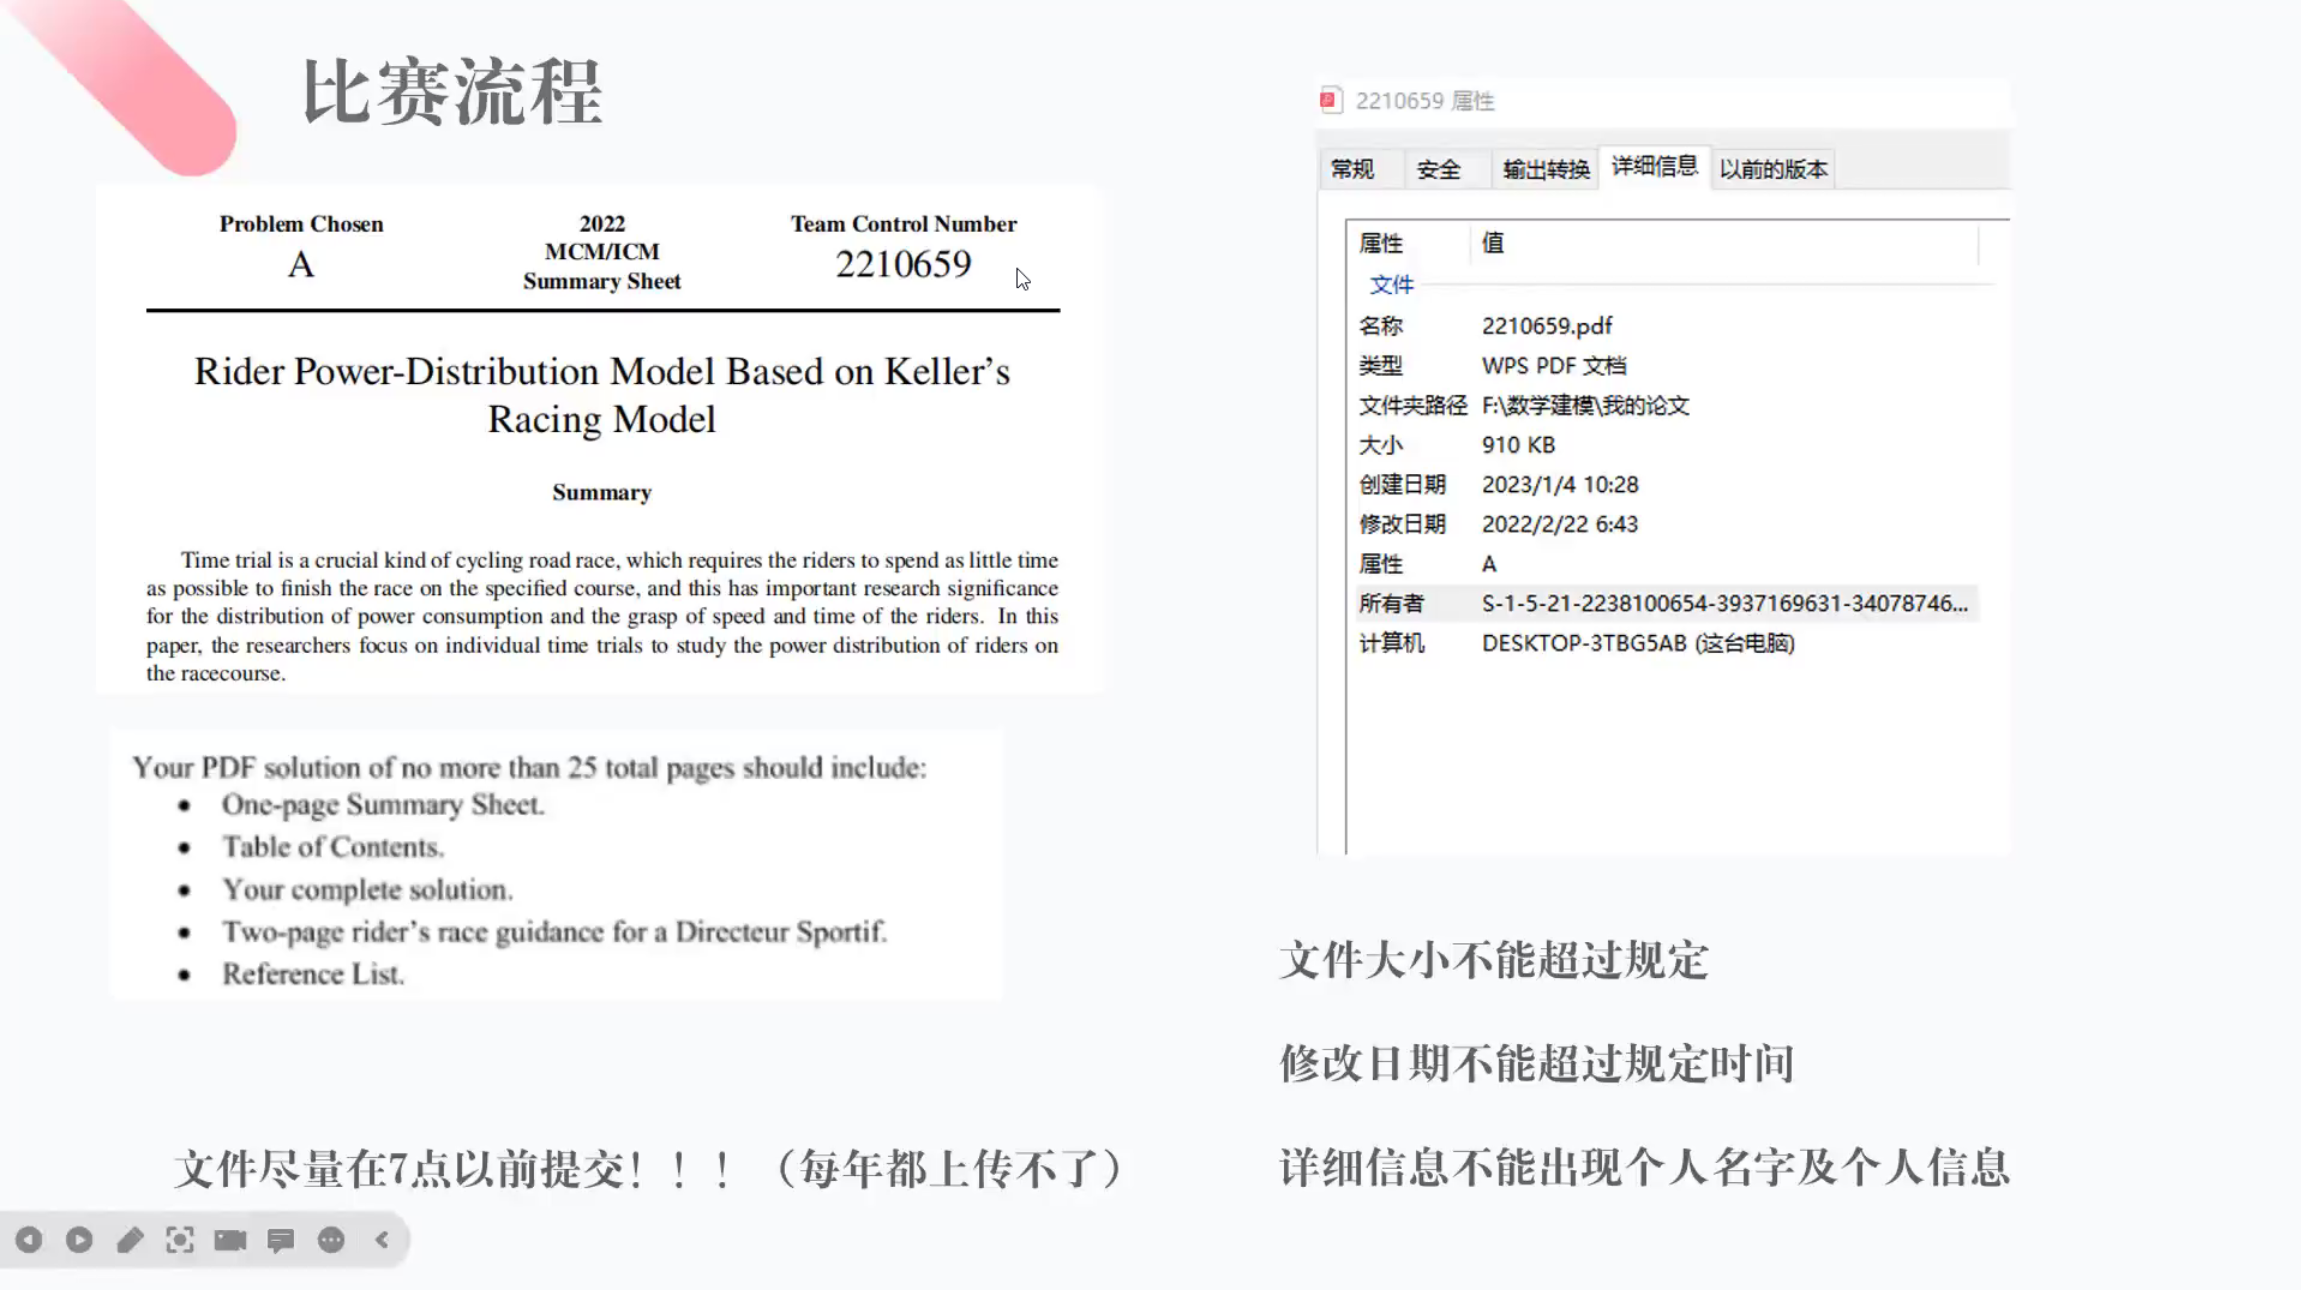 比赛流程
Problem Chosen
A
2022
MCM/ICM
Summary Sheet
Team Control Number
2210659
Rider Power-Distribution Model Based on Keller's
Racing Model
Summary
Time trial is a crucial kind of cycling road race, which requires the riders to spend as little time
as possible to finish the race on the specified course, and this has important research significance
for the distribution of power consumption and the grasp of speed and time of the riders. In this
paper, the researchers focus on individual time trials to study the power distribution of riders on
the racecourse.
Your PDF solution of no more than 25 total pages should include:
• One-page Summary Sheet.
• Table of Contents.
• Your complete solution.
• Two-page rider's race guidance for a Directeur Sportif.
• Reference List.
文件尽量在7点以前提交！！！（每年都上传不了）
2210659 属性
常规 安全 输出转换 详细信息 以前的版本
属性 值
文件
名称 2210659.pdf
类型 WPS PDF 文档
文件夹路径 F:\数学建模\我的论文
大小 910 KB
创建日期 2023/1/4 10:28
修改日期 2022/2/22 6:43
属性 A
所有者 S-1-5-21-2238100654-3937169631-34078746...
计算机 DESKTOP-3TBG5AB (这台电脑)
文件大小不能超过规定
修改日期不能超过规定时间
详细信息不能出现个人名字及个人信息